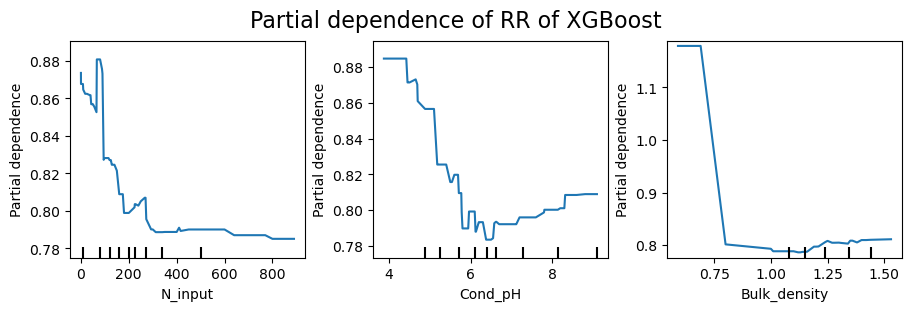 Partial dependence of RR of XGBoost
Partial dependence
0.88
0.86
0.84
0.82
0.80
0.78
0 200 400 600 800
N_input
Partial dependence
0.88
0.86
0.84
0.82
0.80
0.78
4 6 8
Cond_pH
Partial dependence
1.1
1.0
0.9
0.8
0.75 1.00 1.25 1.50
Bulk_density